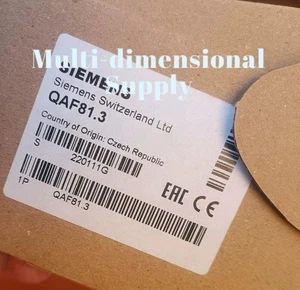 Multi-dimensional
Supply
SIEMENS
Siemens Switzerland Ltd
QAF81.3
Country of Origin: Czech Republic
S
220111G
EAC CE
1P
QAF81.3